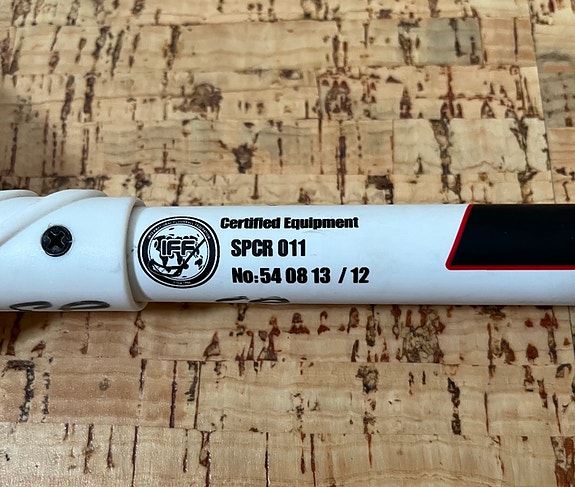 IFF
Certified Equipment
SPCR 011
No: 54 08 13 / 12